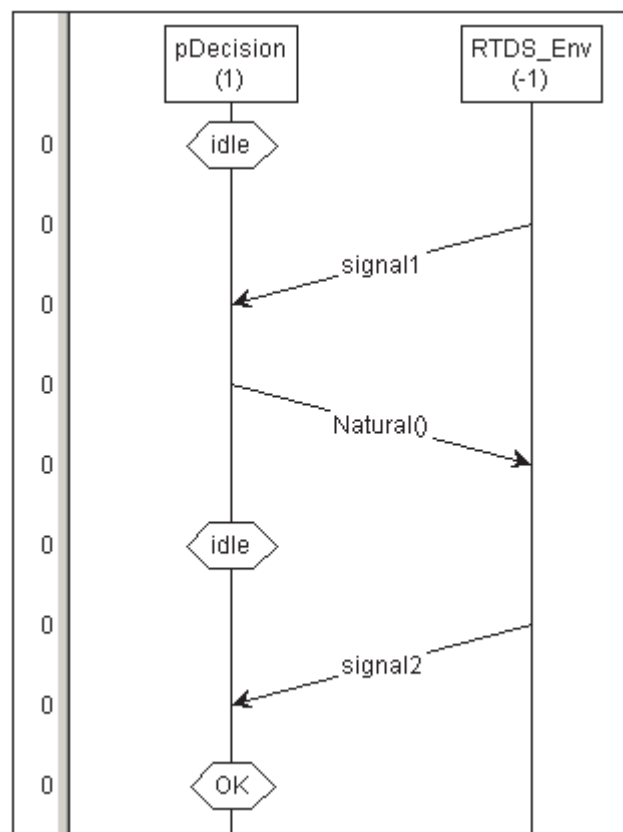 pDecision RTDS_Env
(1) (-1)
0 idle
0
signal1
0
0
Natural()
0
0 idle
0
signal2
0
0 OK